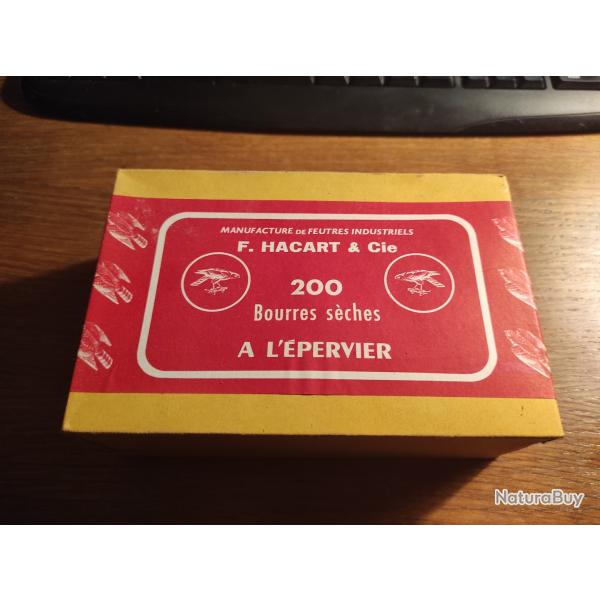 MANUFACTURE DE FEUTRES INDUSTRIELS
F. HACART & Cie
200
Bourres sèches
A L'ÉPERVIER
NaturaBuy